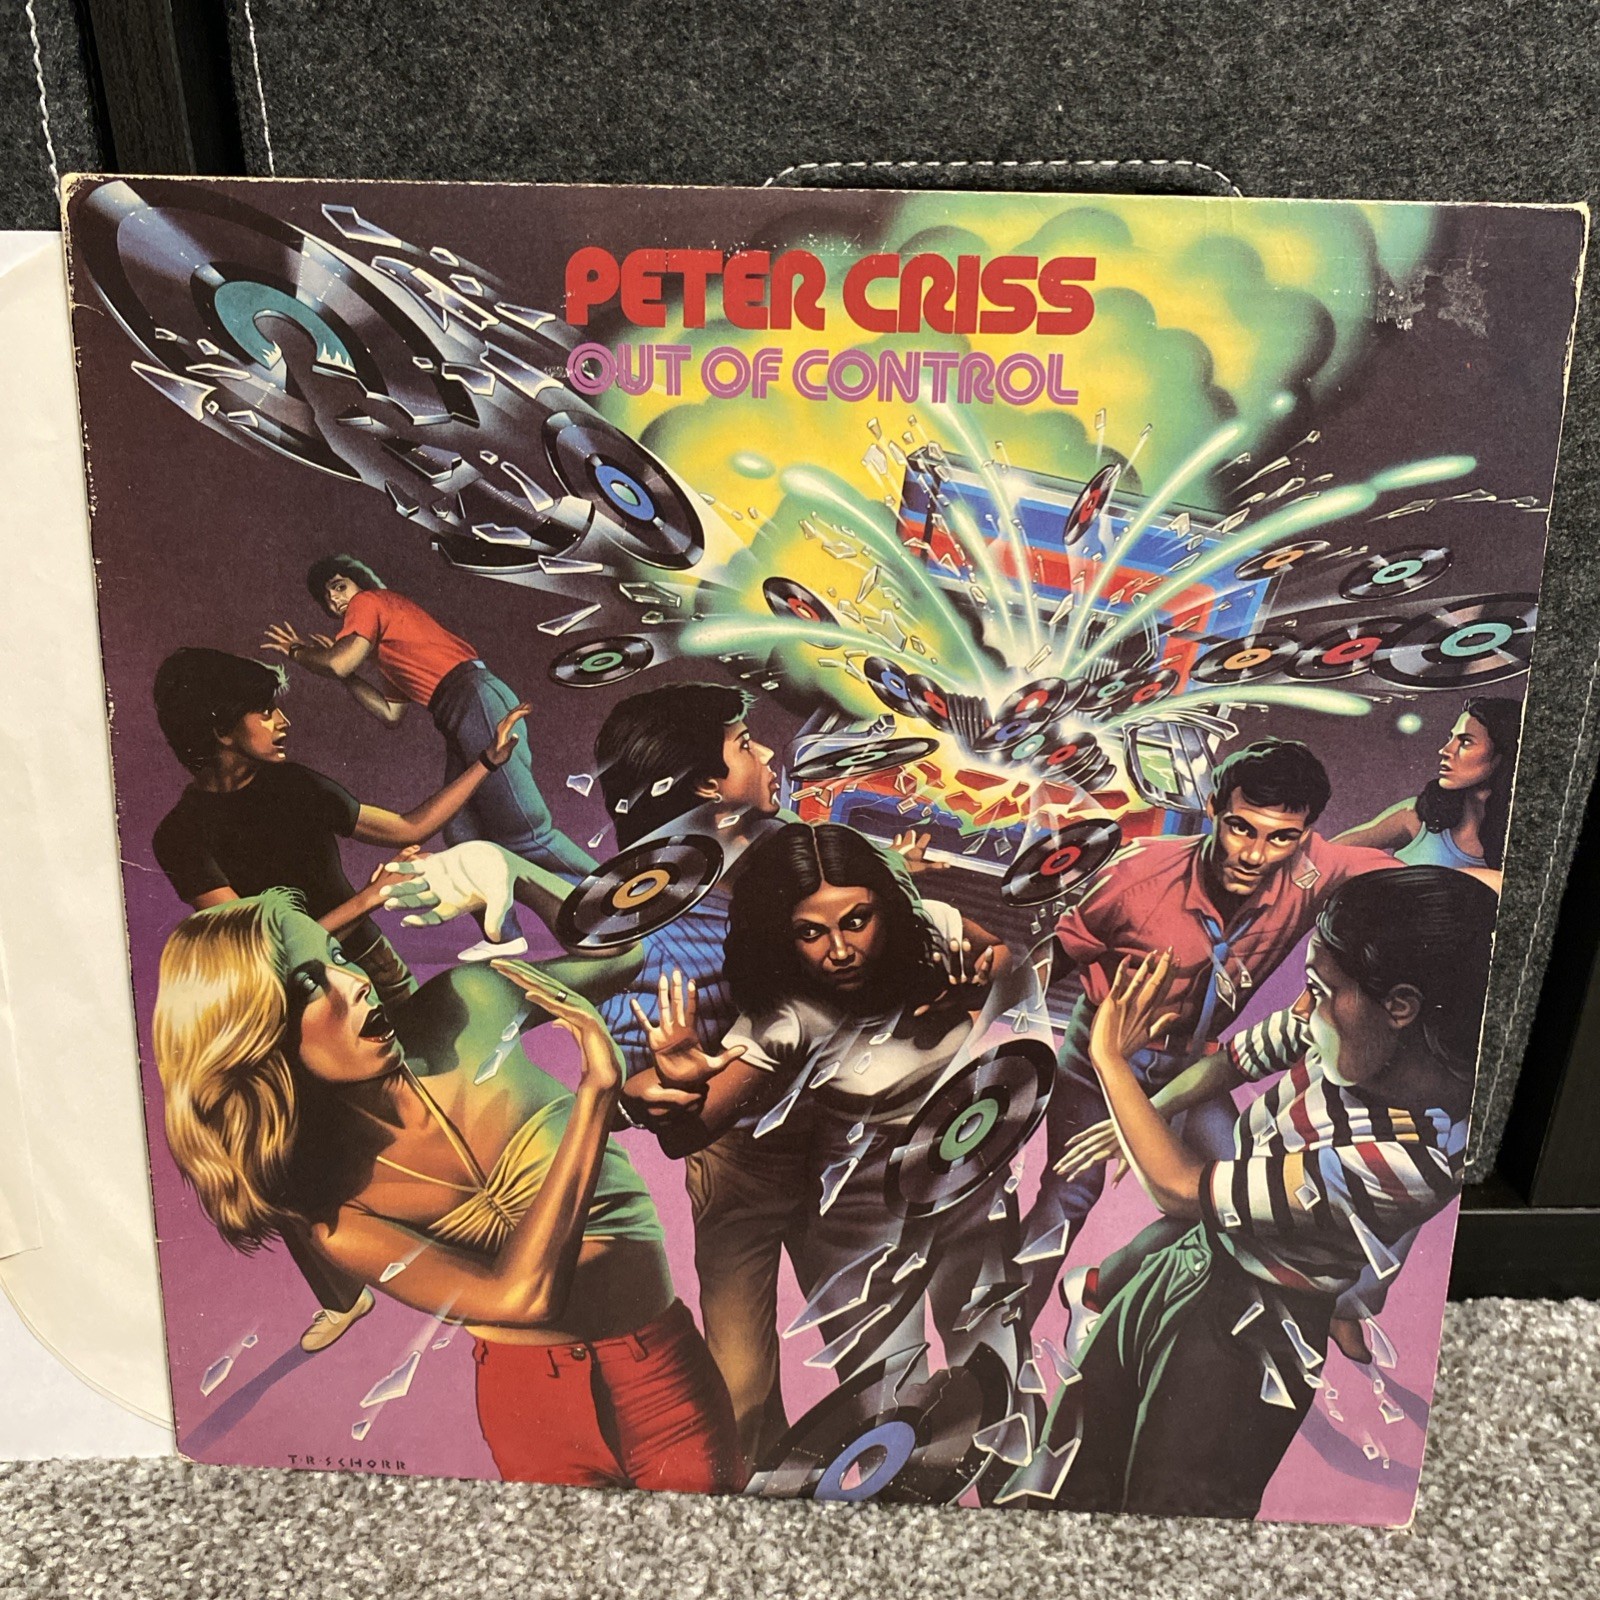 PETER CRISS
OUT OF CONTROL
T·R·SCHORR